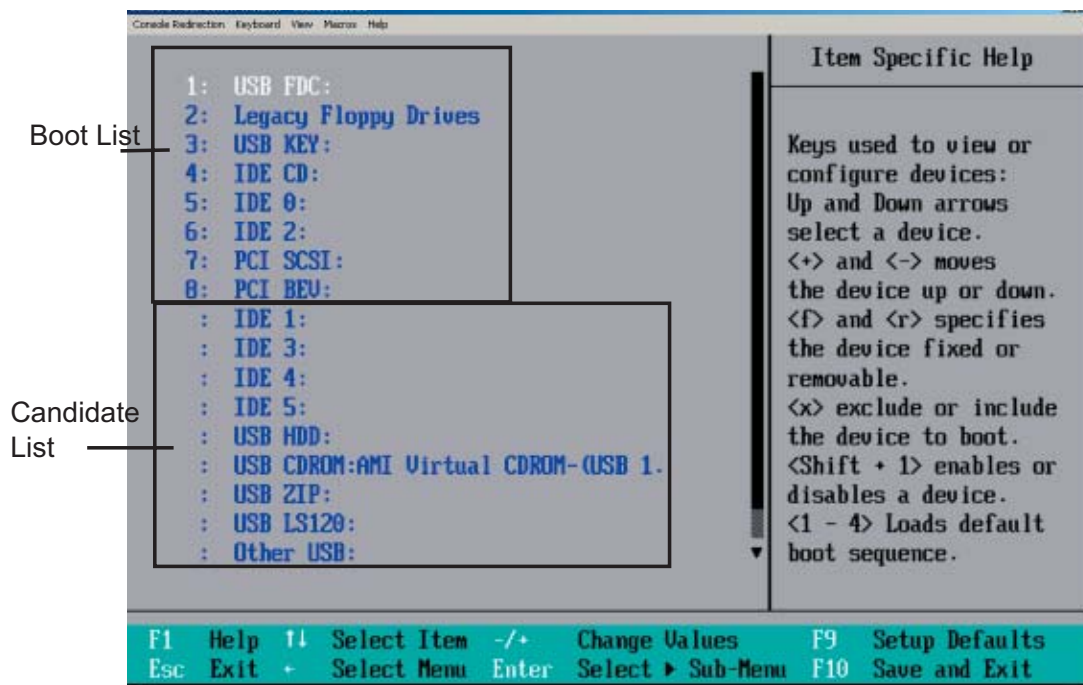 Console Redirection Keyboard View Macros Help
Boot List
1: USB FDC:
2: Legacy Floppy Drives
3: USB KEY:
4: IDE CD:
5: IDE 0:
6: IDE 2:
7: PCI SCSI:
8: PCI BEV:
Candidate
List
: IDE 1:
: IDE 3:
: IDE 4:
: IDE 5:
: USB HDD:
: USB CDROM:AMI Virtual CDROM-(USB 1.
: USB ZIP:
: USB LS120:
: Other USB:
Item Specific Help
Keys used to view or
configure devices:
Up and Down arrows
select a device.
<+> and <-> moves
the device up or down.
<f> and <r> specifies
the device fixed or
removable.
<x> exclude or include
the device to boot.
<Shift + 1> enables or
disables a device.
<1 - 4> Loads default
boot sequence.
F1 Help ↑↓ Select Item -/+ Change Values F9 Setup Defaults
Esc Exit ← Select Menu Enter Select ▶ Sub-Menu F10 Save and Exit